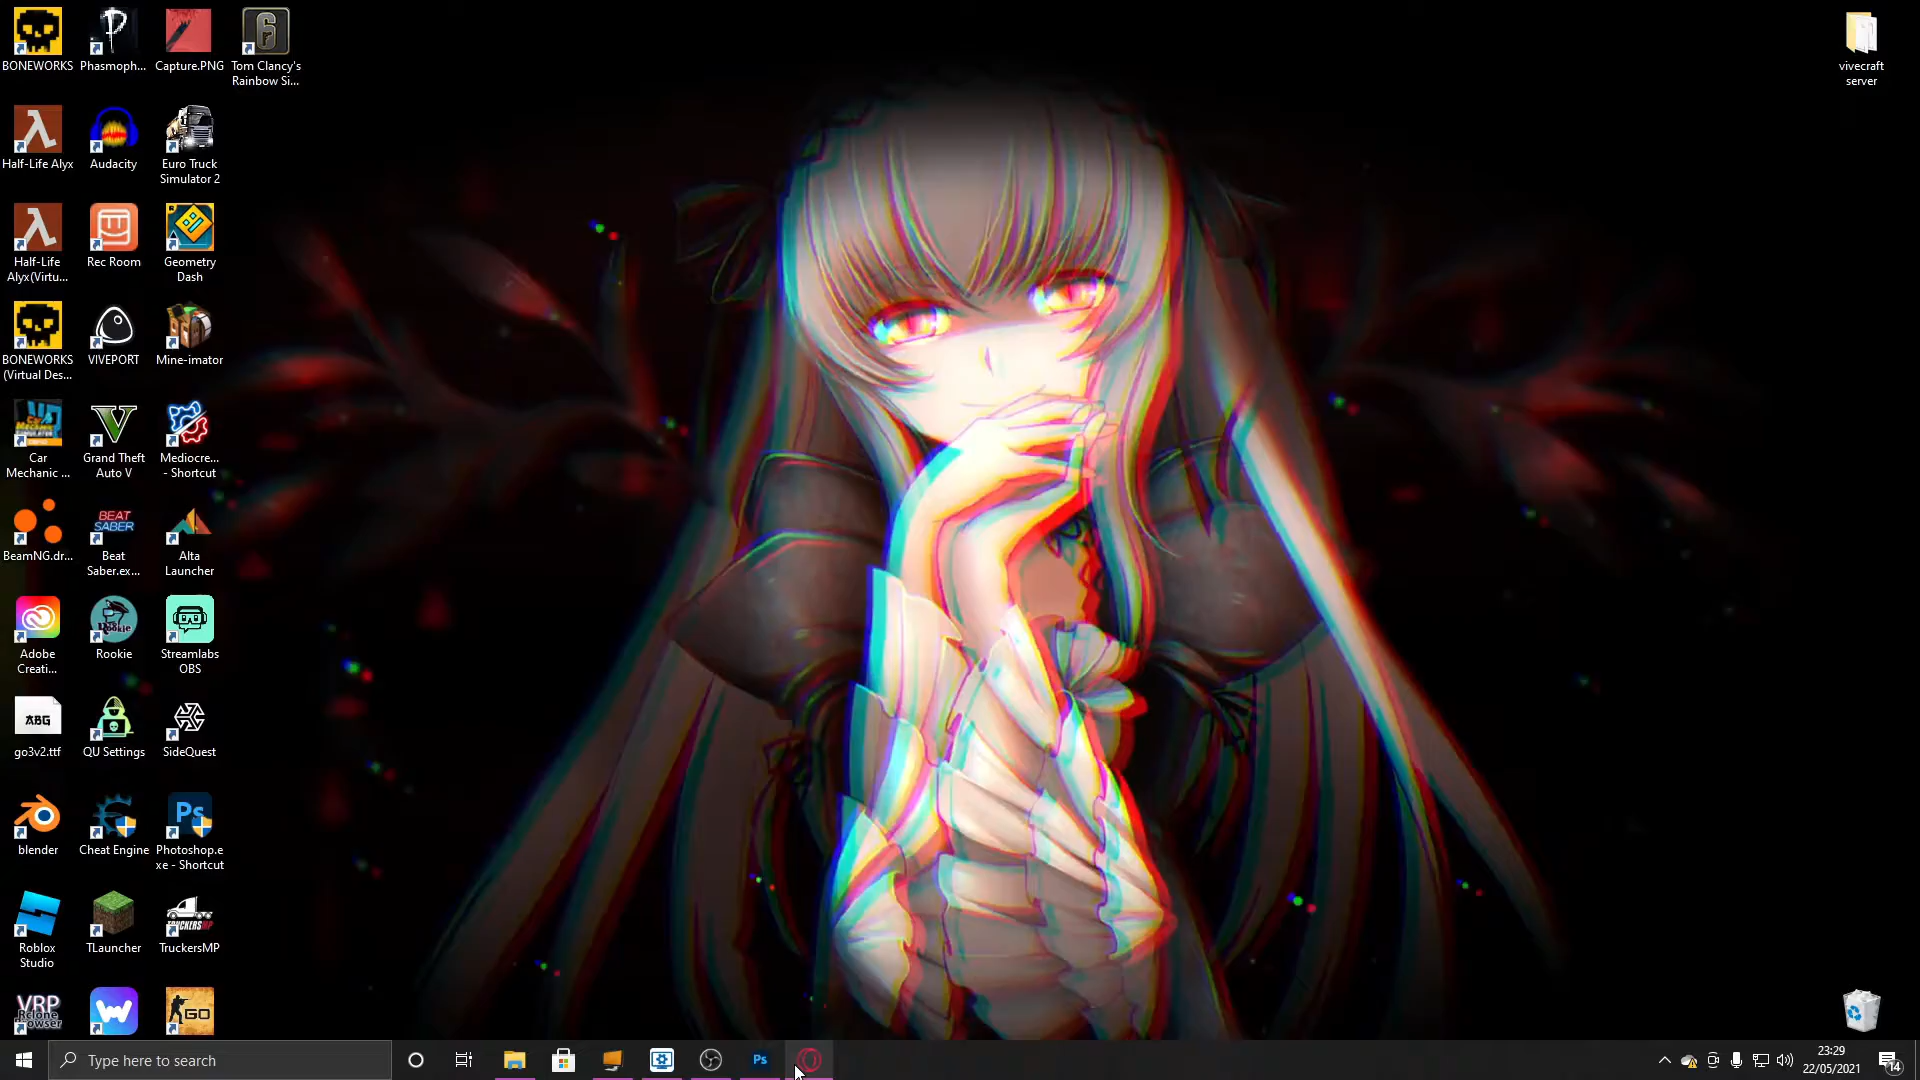 BONEWORKS
Phasmoph...
Capture.PNG
Tom Clancy's
Rainbow Si...
vivecraft
server
Half-Life Alyx
Audacity
Euro Truck
Simulator 2
Half-Life
Alyx(Virtu...
Rec Room
Geometry
Dash
BONEWORKS
(Virtual Des...
VIVEPORT
Mine-imator
Car
Mechanic ...
Grand Theft
Auto V
Mediocre...
- Shortcut
BEAT
SABER
BeamNG.dr...
Beat
Saber.ex...
Alta
Launcher
Rookie
Adobe
Creati...
Rookie
Streamlabs
OBS
ABG
go3v2.ttf
QU Settings
SideQuest
Ps
blender
Cheat Engine
Photoshop.e
xe - Shortcut
TRUCKERSMP
Roblox
Studio
TLauncher
TruckersMP
VRP
Rclone
Browser
GO
Type here to search
Ps
23:29
22/05/2021
14